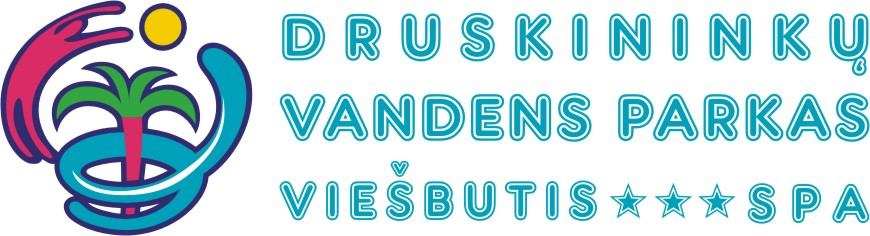 DRUSKININKŲ
VANDENS PARKAS
VIEŠBUTIS ★★★ SPA